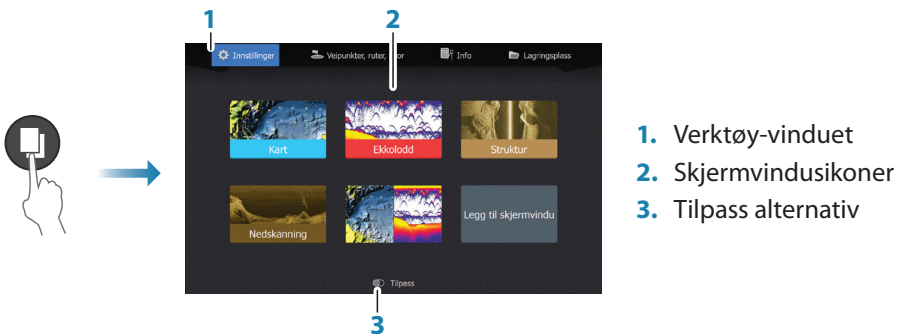 1
2
Innstillinger
Veipunkter, ruter, spor
Info
Lagringsplass
Kart
Ekkolodd
Struktur
Nedskanning
Legg til skjermvindu
Tilpass
3
1. Verktøy-vinduet
2. Skjermvindusikoner
3. Tilpass alternativ